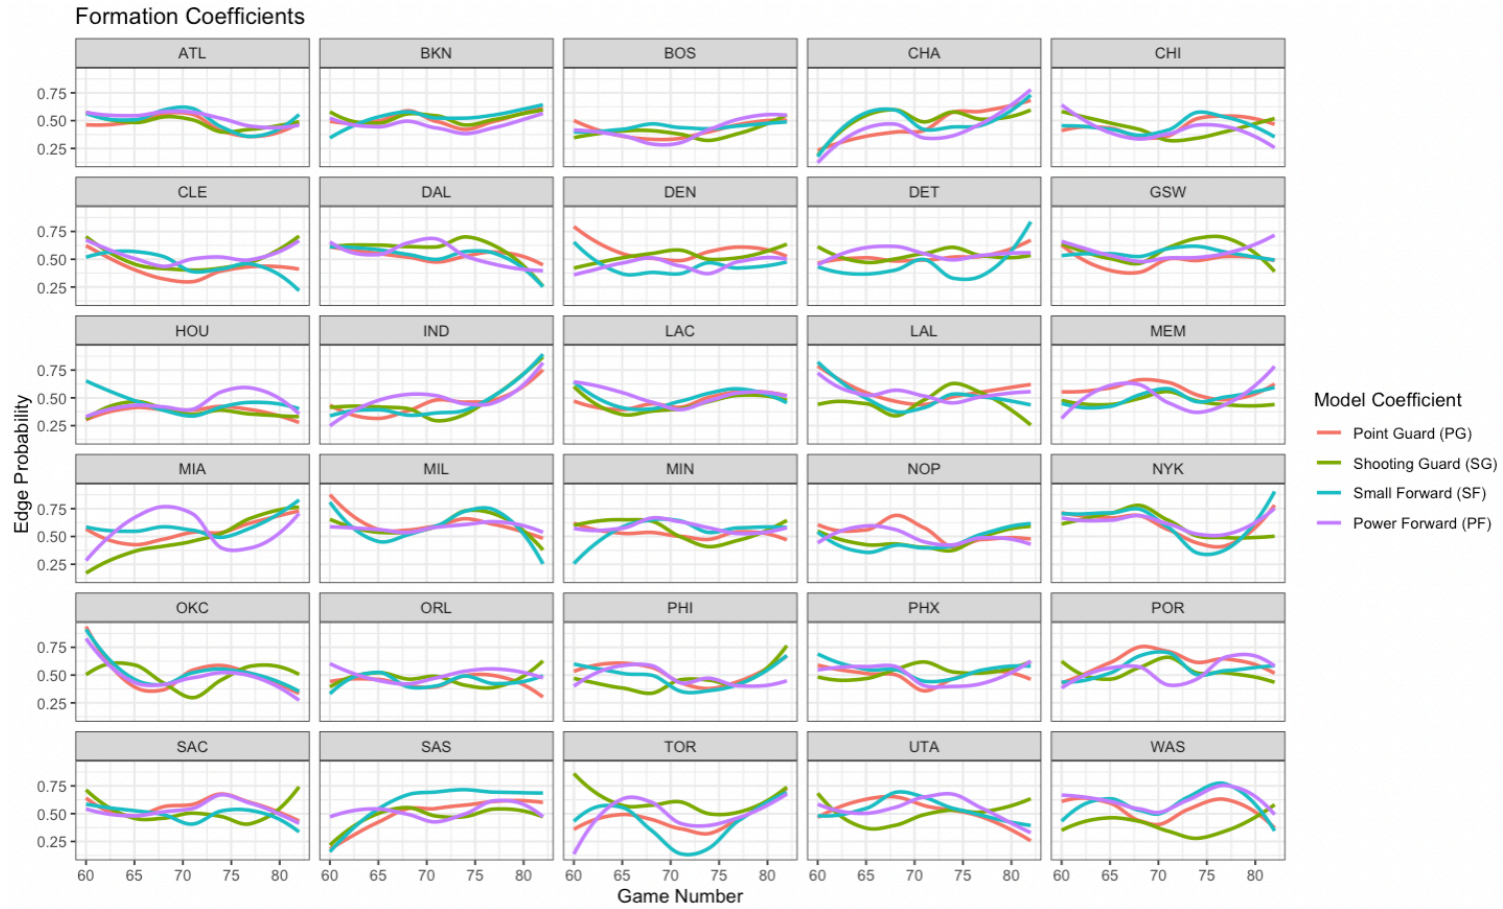 Formation Coefficients
ATL BKN BOS CHA CHI
0.75
0.50
0.25
CLE DAL DEN DET GSW
0.75
0.50
0.25
HOU IND LAC LAL MEM
0.75
0.50
0.25
MIA MIL MIN NOP NYK
0.75
0.50
0.25
OKC ORL PHI PHX POR
0.75
0.50
0.25
SAC SAS TOR UTA WAS
0.75
0.50
0.25
60 65 70 75 80 60 65 70 75 80 60 65 70 75 80 60 65 70 75 80 60 65 70 75 80
Game Number
Edge Probability
Model Coefficient
Point Guard (PG)
Shooting Guard (SG)
Small Forward (SF)
Power Forward (PF)